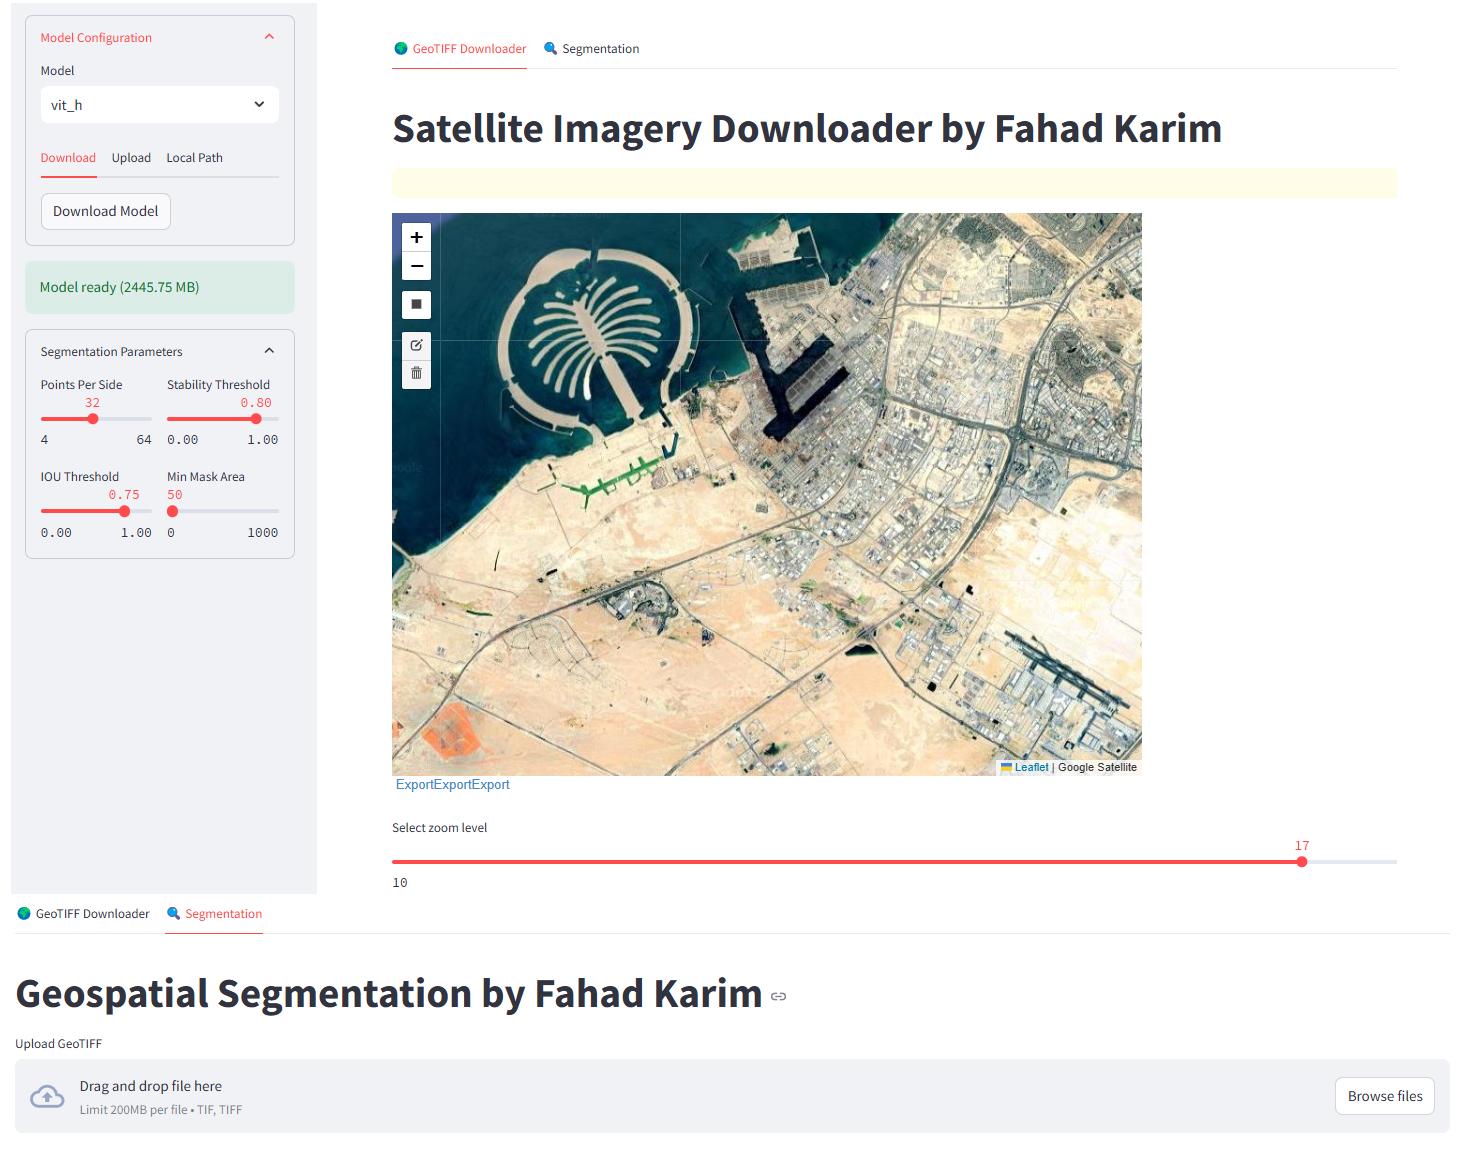 Model Configuration
Model
vit_h
Download Upload Local Path
Download Model
Model ready (2445.75 MB)
Segmentation Parameters
Points Per Side Stability Threshold
32 0.80
4 64 0.00 1.00
IOU Threshold Min Mask Area
0.75 50
0.00 1.00 0 1000
GeoTIFF Downloader Segmentation
Satellite Imagery Downloader by Fahad Karim
+
−
Leaflet | Google Satellite
ExportExportExport
Select zoom level
17
10
GeoTIFF Downloader Segmentation
Geospatial Segmentation by Fahad Karim
Upload GeoTIFF
Drag and drop file here
Limit 200MB per file • TIF, TIFF
Browse files